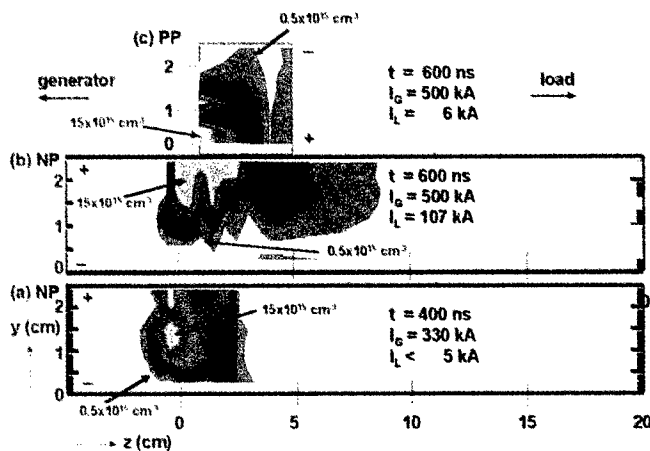 0.5x10¹⁵ cm⁻³
(c) PP
generator
load
t = 600 ns
I_G = 500 kA
I_L = 6 kA
15x10¹⁵ cm⁻³
2
1
0
−
+
(b) NP
t = 600 ns
I_G = 500 kA
I_L = 107 kA
15x10¹⁵ cm⁻³
0.5x10¹⁵ cm⁻³
2
1
0
+
−
(a) NP
15x10¹⁵ cm⁻³
t = 400 ns
I_G = 330 kA
I_L < 5 kA
y (cm)
2
1
0
+
−
0.5x10¹⁵ cm⁻³
0 5 10 15 20
z (cm)